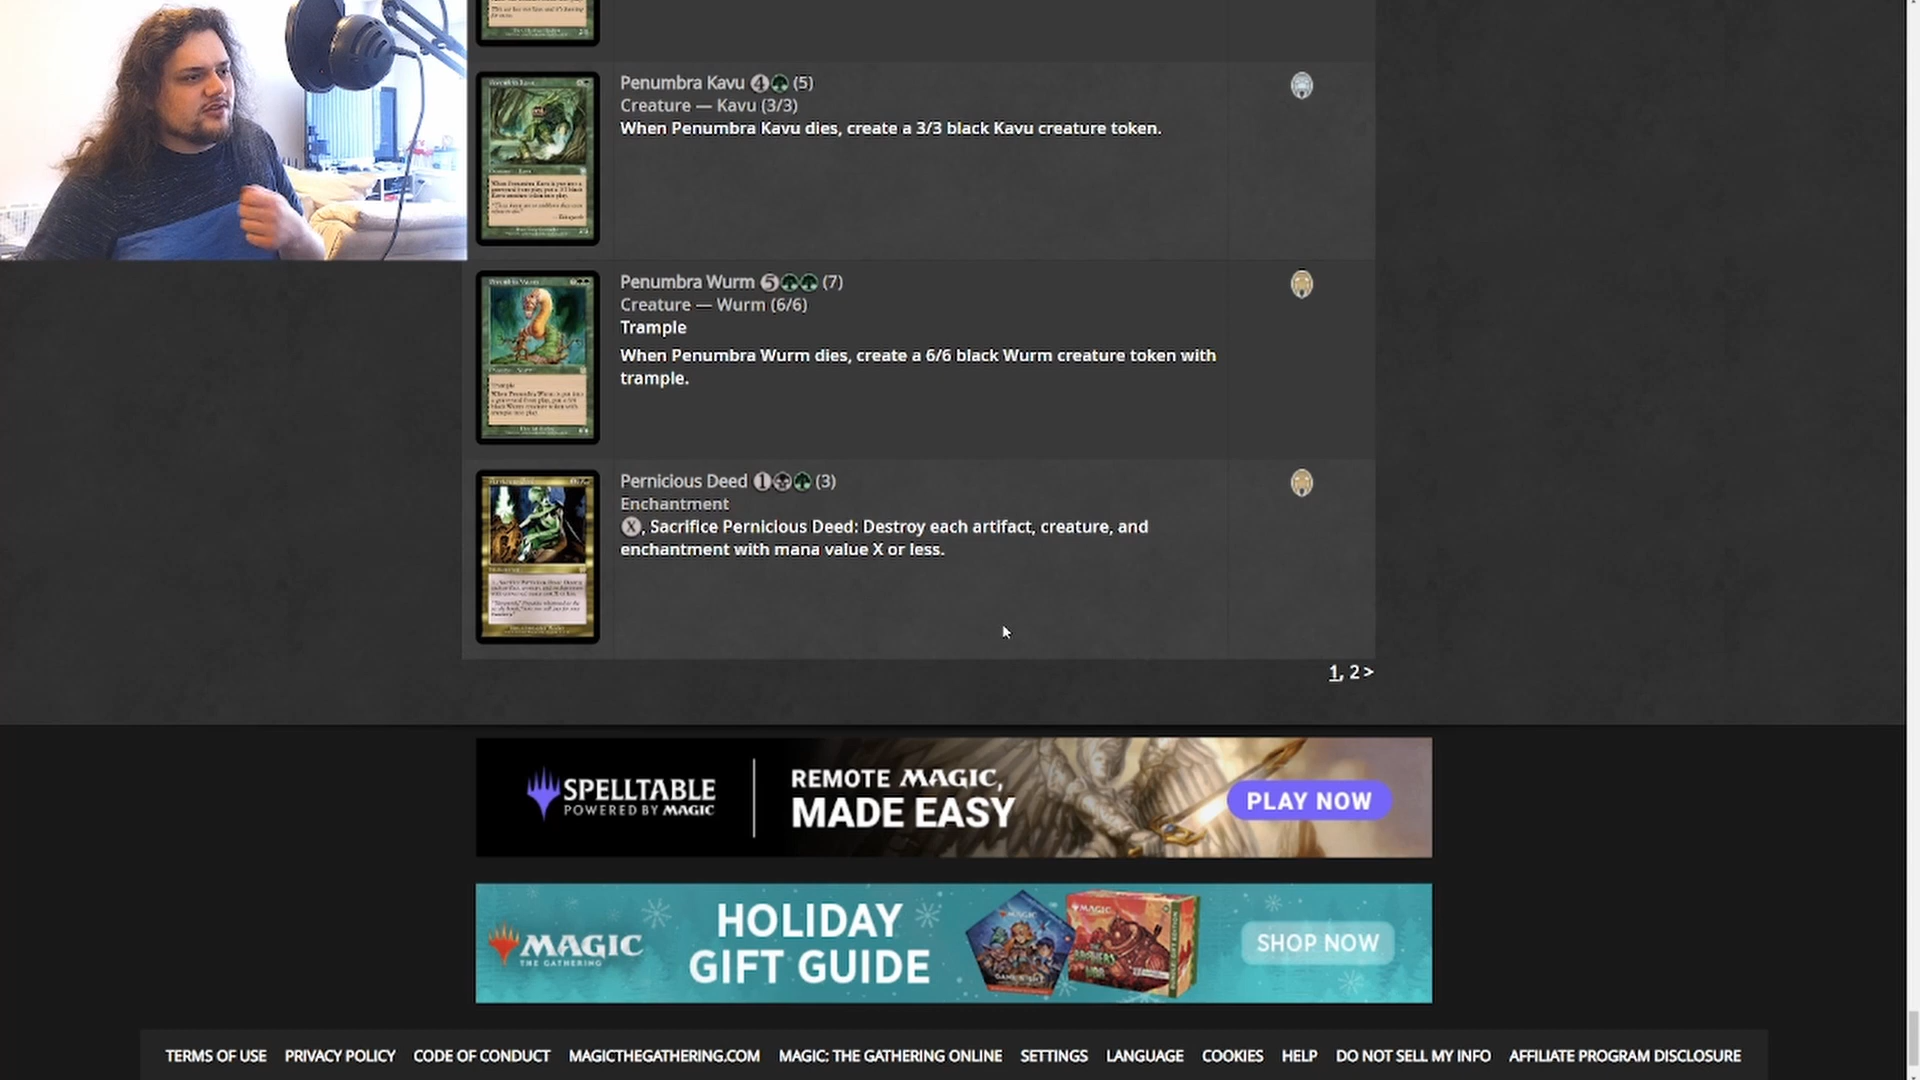 Penumbra Kavu 4 (5)
Creature — Kavu (3/3)
When Penumbra Kavu dies, create a 3/3 black Kavu creature token.
Penumbra Wurm 5 (7)
Creature — Wurm (6/6)
Trample
When Penumbra Wurm dies, create a 6/6 black Wurm creature token with
trample.
Pernicious Deed 1 (3)
Enchantment
X, Sacrifice Pernicious Deed: Destroy each artifact, creature, and
enchantment with mana value X or less.
1, 2 >
SPELLTABLE
POWERED BY MAGIC
REMOTE MAGIC,
MADE EASY
PLAY NOW
MAGIC
THE GATHERING
HOLIDAY
GIFT GUIDE
MAGIC
SHOP NOW
TERMS OF USE PRIVACY POLICY CODE OF CONDUCT MAGICTHEGATHERING.COM MAGIC: THE GATHERING ONLINE SETTINGS LANGUAGE COOKIES HELP DO NOT SELL MY INFO AFFILIATE PROGRAM DISCLOSURE